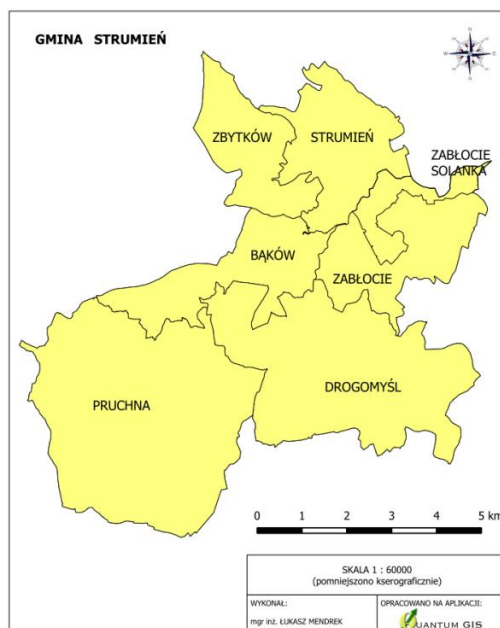 GMINA STRUMIEŃ
N
W E
S
ZBYTKÓW
STRUMIEŃ
ZABŁOCIE
SOLANKA
BĄKÓW
ZABŁOCIE
DROGOMYŚL
PRUCHNA
0 1 2 3 4 5 km
SKALA 1 : 60000
(pomniejszono kserograficznie)
WYKONAŁ:
mgr inż. ŁUKASZ MENDREK
OPRACOWANO NA APLIKACJI:
QUANTUM GIS